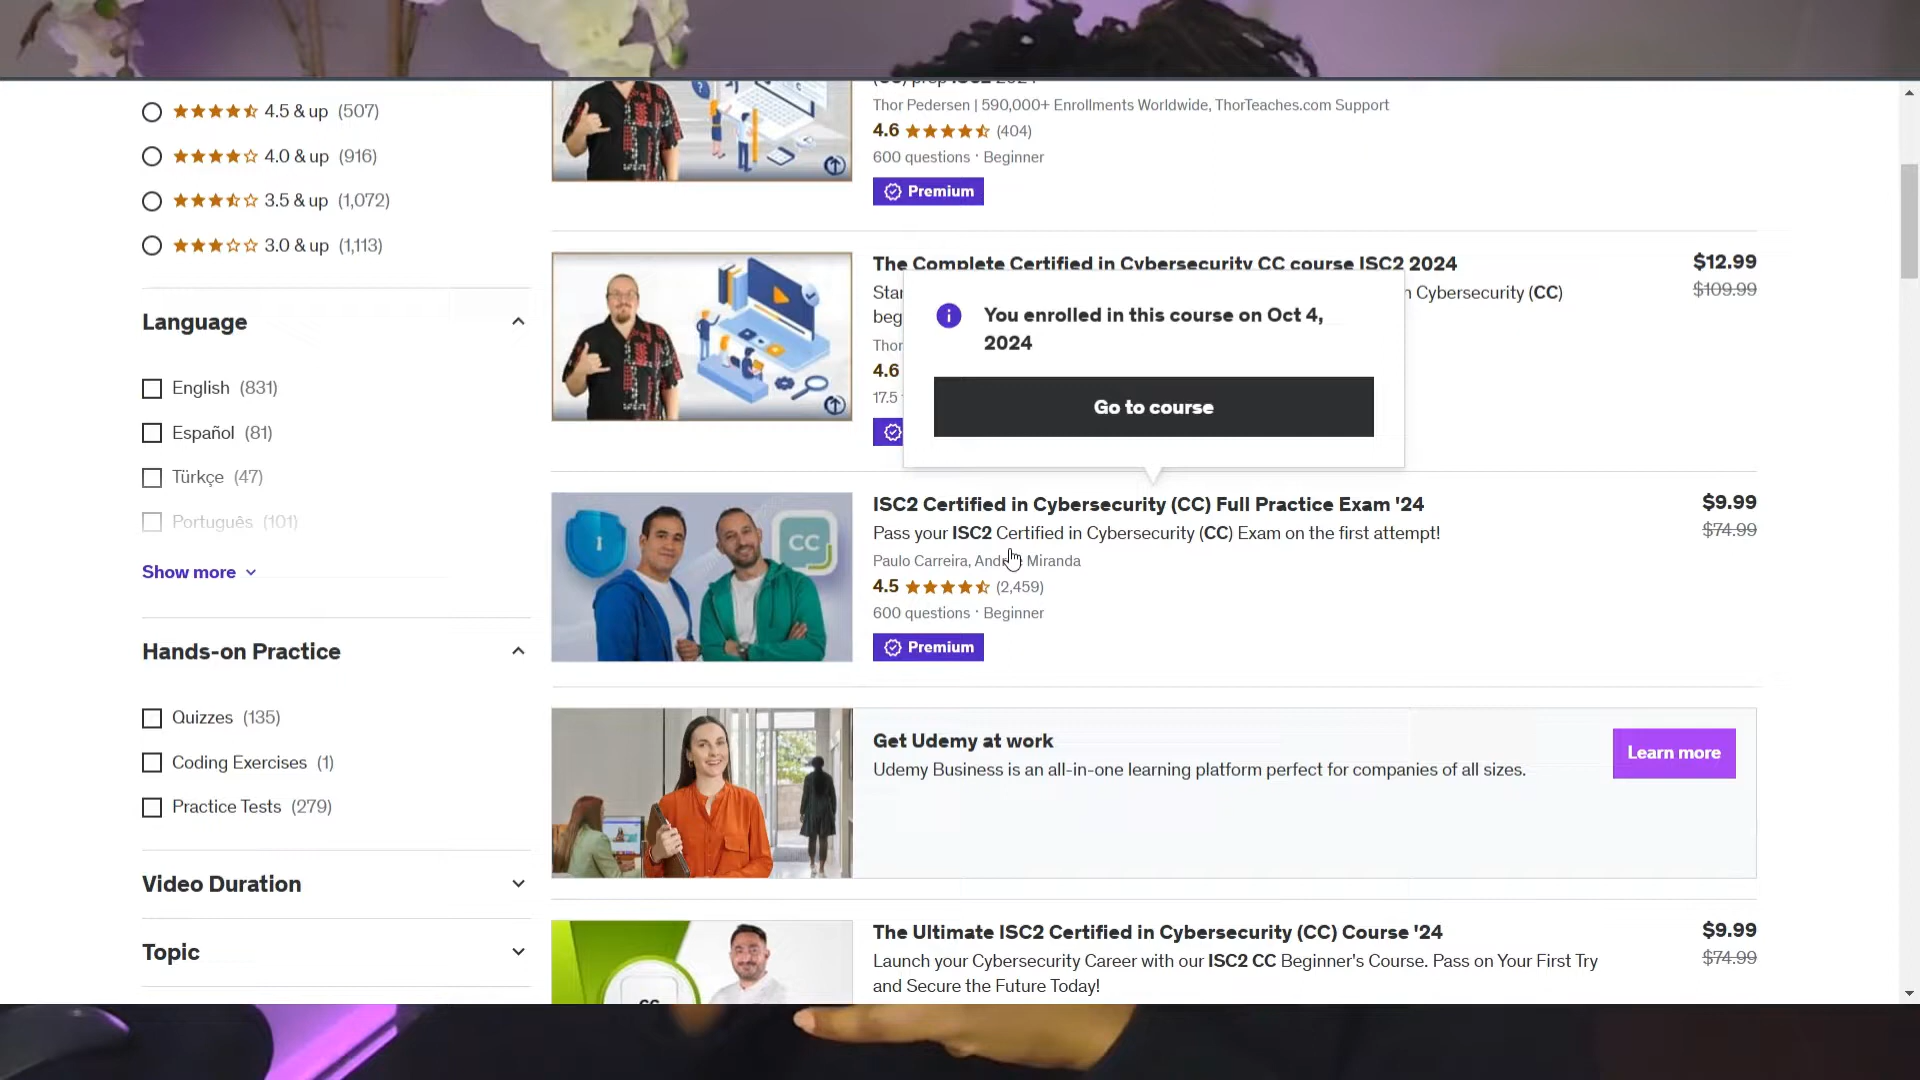 4.5 & up (507)
4.0 & up (916)
3.5 & up (1,072)
3.0 & up (1,113)
Language
English (831)
Español (81)
Türkçe (47)
Português (101)
Show more
Hands-on Practice
Quizzes (135)
Coding Exercises (1)
Practice Tests (279)
Video Duration
Topic
(CC) prep ISC2 2024
Thor Pedersen | 590,000+ Enrollments Worldwide, ThorTeaches.com Support
4.6 (404)
600 questions · Beginner
Premium
The Complete Certified in Cybersecurity CC course ISC2 2024
$12.99
$109.99
Cybersecurity (CC)
4.6
17.5
You enrolled in this course on Oct 4,
2024
Go to course
ISC2 Certified in Cybersecurity (CC) Full Practice Exam '24
$9.99
$74.99
Pass your ISC2 Certified in Cybersecurity (CC) Exam on the first attempt!
Paulo Carreira, Miranda
4.5 (2,459)
600 questions · Beginner
Premium
CC
Get Udemy at work
Udemy Business is an all-in-one learning platform perfect for companies of all sizes.
Learn more
The Ultimate ISC2 Certified in Cybersecurity (CC) Course '24
$9.99
$74.99
Launch your Cybersecurity Career with our ISC2 CC Beginner's Course. Pass on Your First Try
and Secure the Future Today!